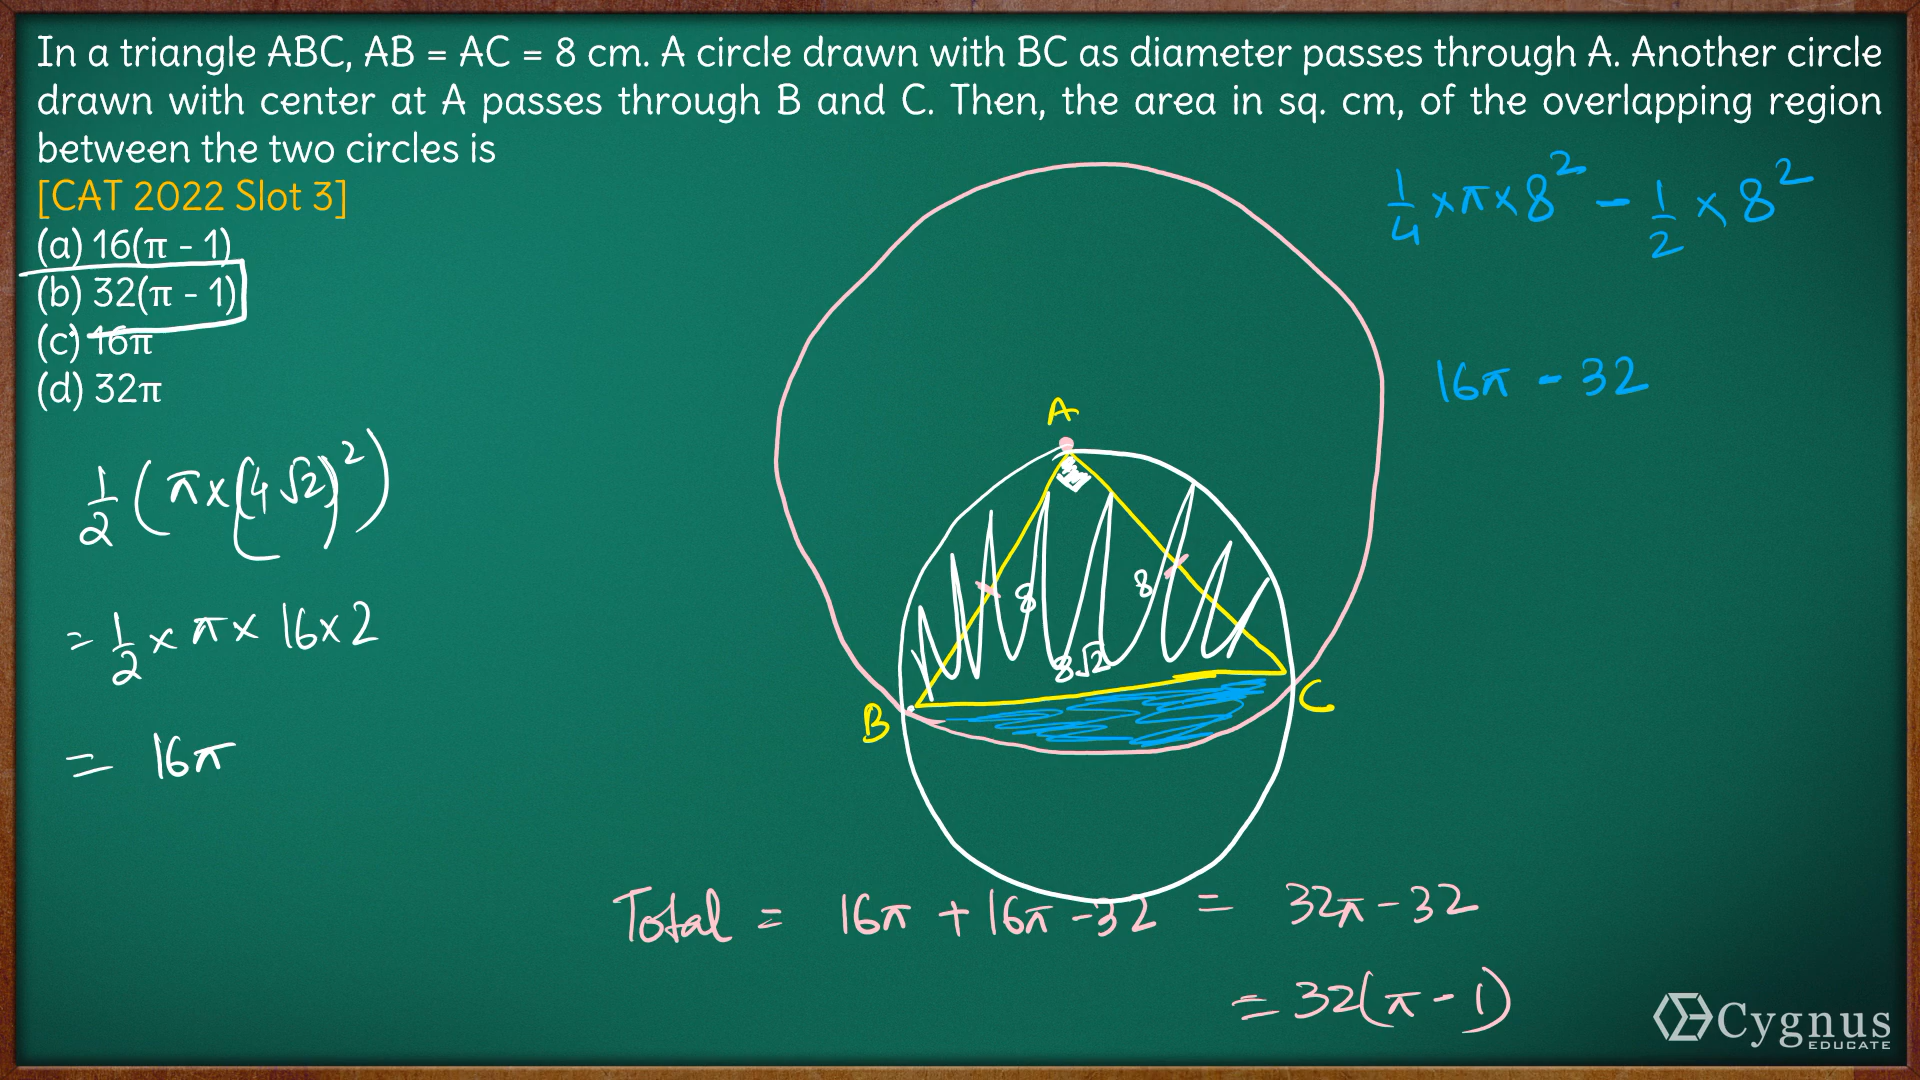 In a triangle ABC, AB = AC = 8 cm. A circle drawn with BC as diameter passes through A. Another circle
drawn with center at A passes through B and C. Then, the area in sq. cm, of the overlapping region
between the two circles is
[CAT 2022 Slot 3]
(a) 16(π - 1)
(b) 32(π - 1)
(c) 16π
(d) 32π
1/2 (π×(4√2)²)
= 1/2 × π × 16×2
= 16π
1/4 ×π×8² - 1/2 × 8²
16π - 32
A
8
8
8√2
B
C
Total = 16π + 16π - 32 = 32π - 32
= 32(π - 1)
Cygnus
EDUCATE